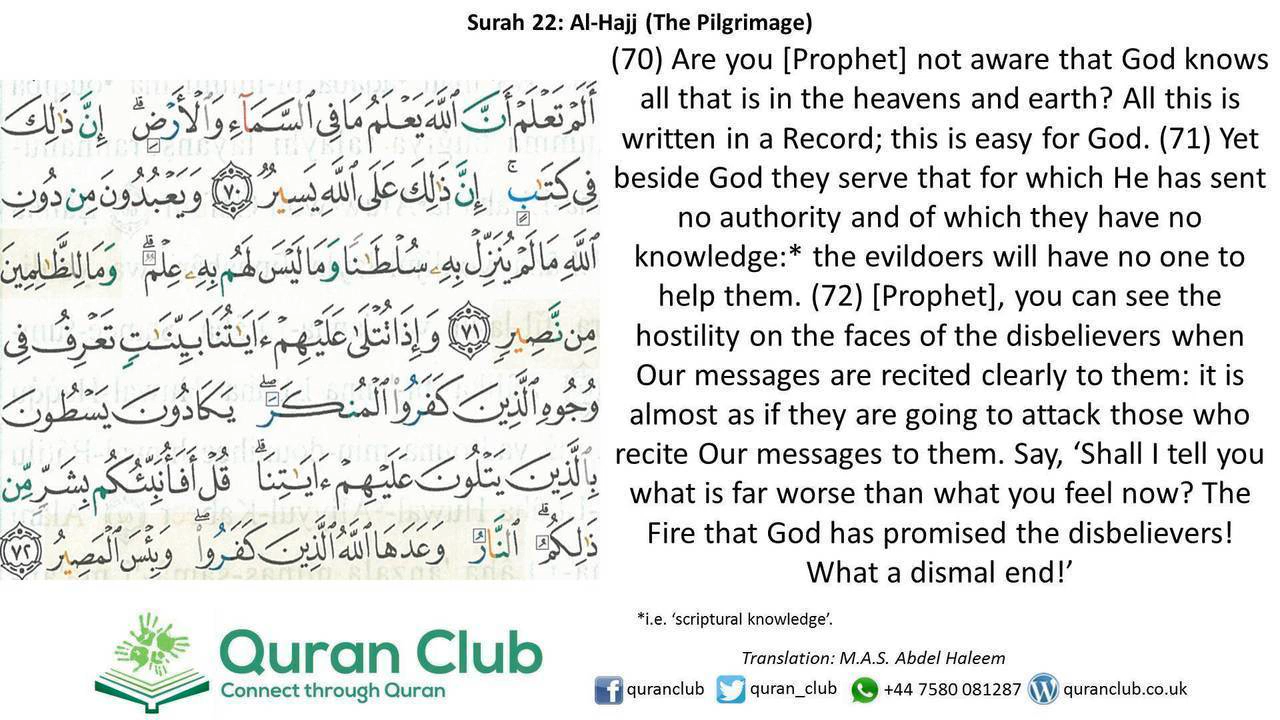 Surah 22: Al-Hajj (The Pilgrimage)
أَلَمْ تَعْلَمْ أَنَّ ٱللَّهَ يَعْلَمُ مَا فِى ٱلسَّمَآءِ وَٱلْأَرْضِ ۗ إِنَّ ذَٰلِكَ
فِى كِتَٰبٍ ۚ إِنَّ ذَٰلِكَ عَلَى ٱللَّهِ يَسِيرٌ ﴿٧٠﴾ وَيَعْبُدُونَ مِن دُونِ
ٱللَّهِ مَا لَمْ يُنَزِّلْ بِهِۦ سُلْطَٰنًا وَمَا لَيْسَ لَهُم بِهِۦ عِلْمٌ ۗ وَمَا لِلظَّٰلِمِينَ
مِن نَّصِيرٍ ﴿٧١﴾ وَإِذَا تُتْلَىٰ عَلَيْهِمْ ءَايَٰتُنَا بَيِّنَٰتٍ تَعْرِفُ فِى
وُجُوهِ ٱلَّذِينَ كَفَرُوا۟ ٱلْمُنكَرَ ۖ يَكَادُونَ يَسْطُونَ
بِٱلَّذِينَ يَتْلُونَ عَلَيْهِمْ ءَايَٰتِنَا ۗ قُلْ أَفَأُنَبِّئُكُم بِشَرٍّ مِّن
ذَٰلِكُمُ ۗ ٱلنَّارُ وَعَدَهَا ٱللَّهُ ٱلَّذِينَ كَفَرُوا۟ ۖ وَبِئْسَ ٱلْمَصِيرُ ﴿٧٢﴾
(70) Are you [Prophet] not aware that God knows
all that is in the heavens and earth? All this is
written in a Record; this is easy for God. (71) Yet
beside God they serve that for which He has sent
no authority and of which they have no
knowledge:* the evildoers will have no one to
help them. (72) [Prophet], you can see the
hostility on the faces of the disbelievers when
Our messages are recited clearly to them: it is
almost as if they are going to attack those who
recite Our messages to them. Say, ‘Shall I tell you
what is far worse than what you feel now? The
Fire that God has promised the disbelievers!
What a dismal end!’
*i.e. ‘scriptural knowledge’.
Quran Club
Connect through Quran
Translation: M.A.S. Abdel Haleem
quranclub quran_club +44 7580 081287 quranclub.co.uk